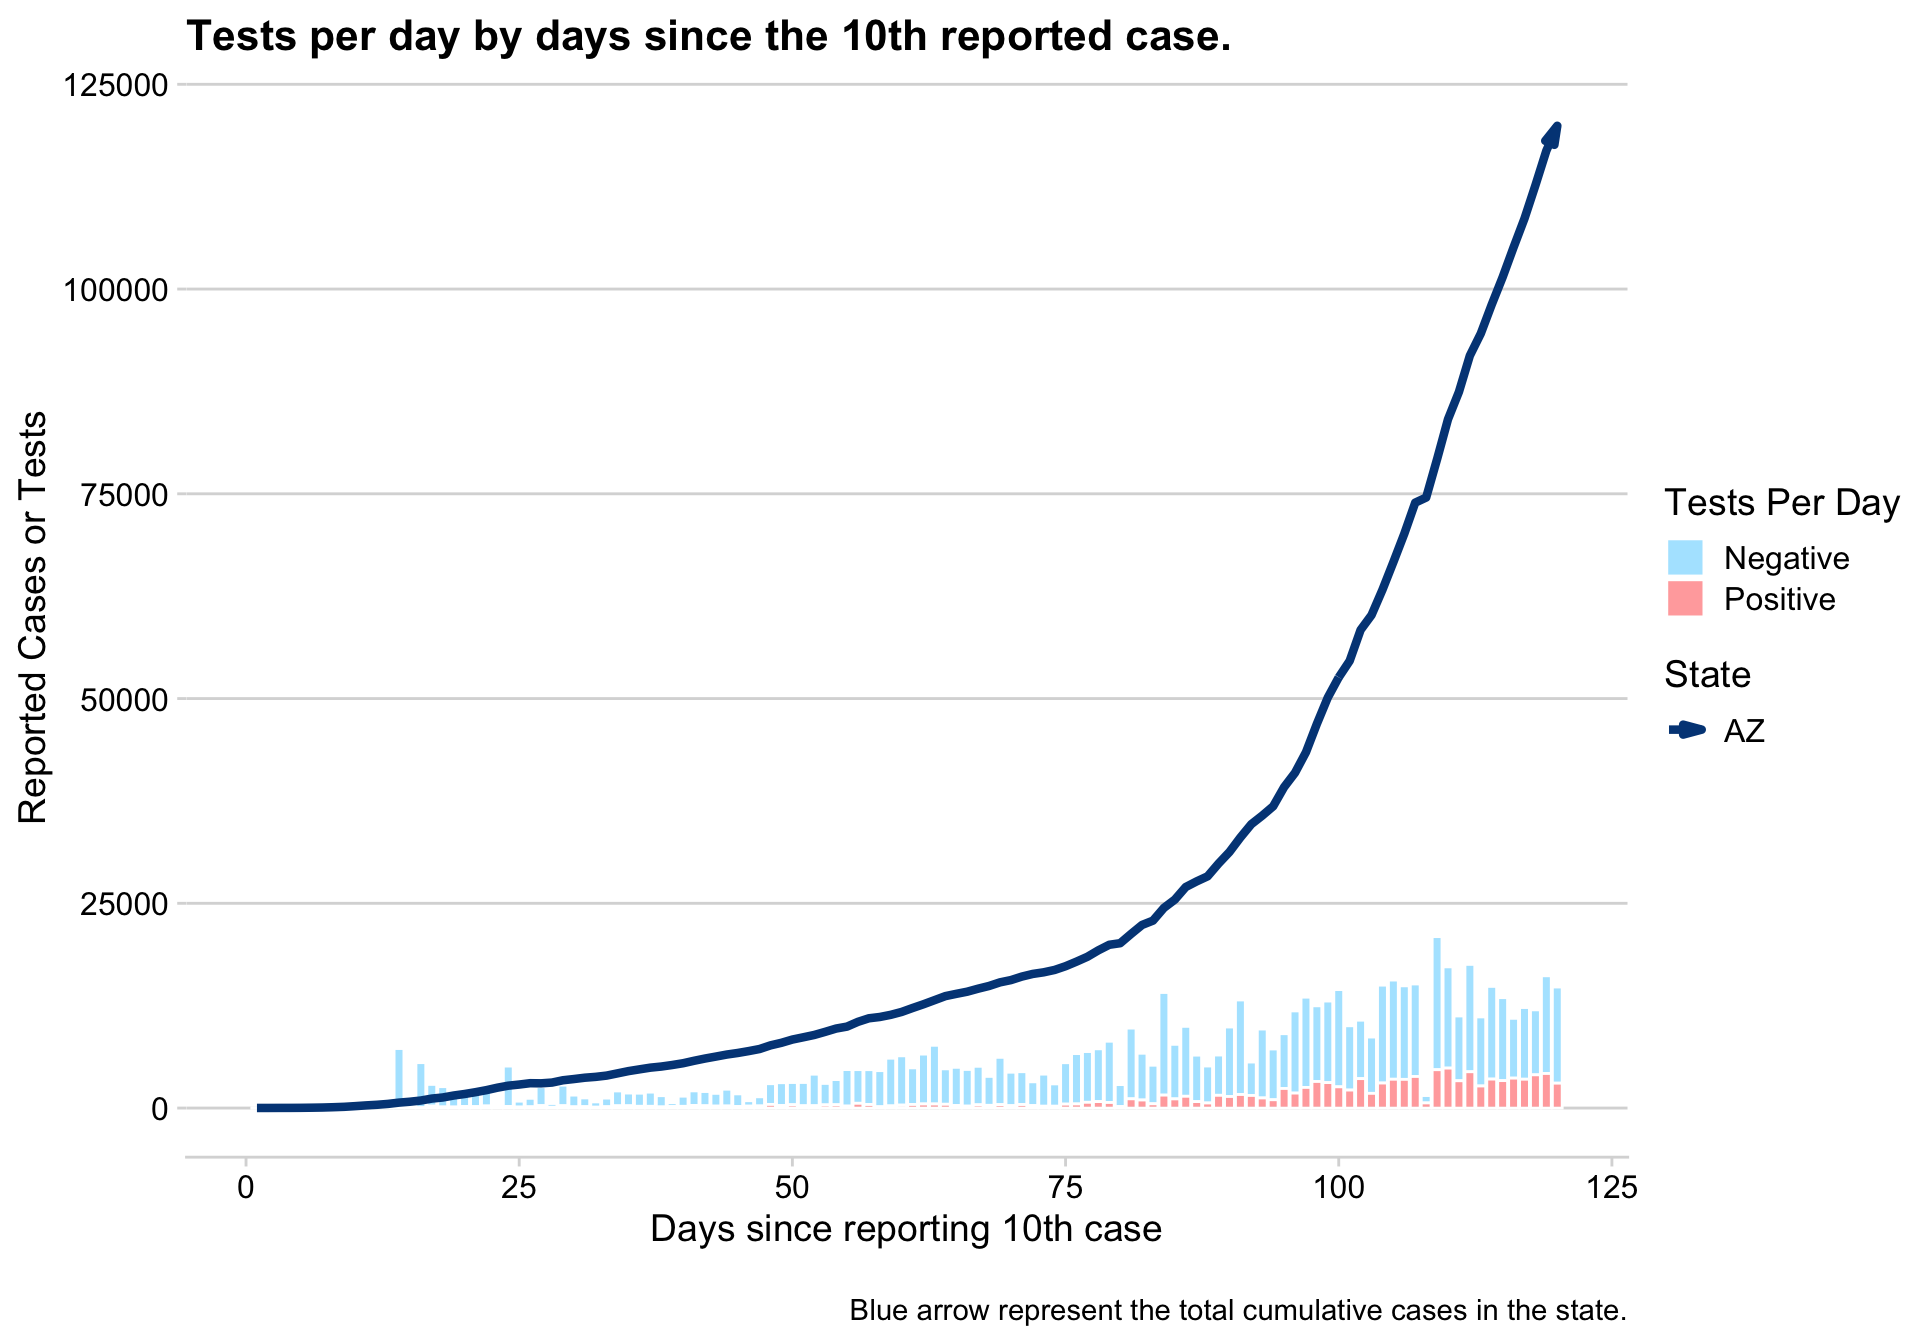 Tests per day by days since the 10th reported case.
125000
100000
75000
50000
25000
0
Reported Cases or Tests
0 25 50 75 100 125
Days since reporting 10th case
Tests Per Day
Negative
Positive
State
AZ
Blue arrow represent the total cumulative cases in the state.